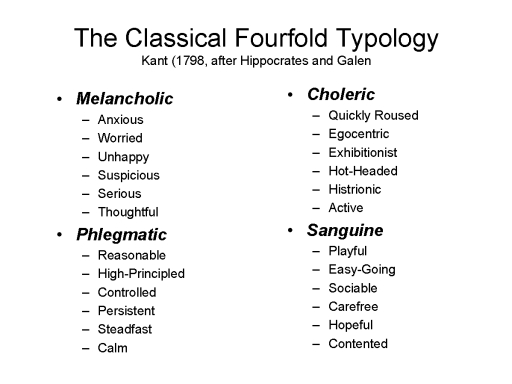 The Classical Fourfold Typology
Kant (1798, after Hippocrates and Galen
• Melancholic
– Anxious
– Worried
– Unhappy
– Suspicious
– Serious
– Thoughtful
• Phlegmatic
– Reasonable
– High-Principled
– Controlled
– Persistent
– Steadfast
– Calm
• Choleric
– Quickly Roused
– Egocentric
– Exhibitionist
– Hot-Headed
– Histrionic
– Active
• Sanguine
– Playful
– Easy-Going
– Sociable
– Carefree
– Hopeful
– Contented